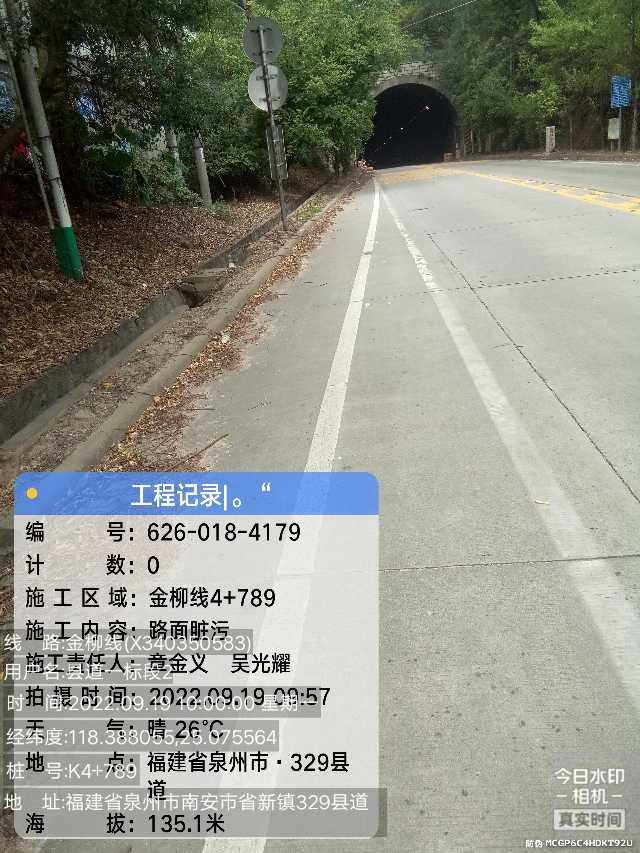 工程记录|。“
编 号：626-018-4179
计 数：0
施工区域：金柳线4+789
施工内容：路面脏污
线 路:金柳线(X340350583)
施工责任人：章金义 吴光耀
用户名:县道一标段2
拍摄时间：2022.09.19 09:57
时 间:2022.09.19 10:00:00 星期一
天 气：晴 26℃
经纬度:118.388055,25.075564
地 点：福建省泉州市·329县道
桩 号:K4+789
地 址:福建省泉州市南安市省新镇329县道
海 拔：135.1米
今日水印
相机
真实时间
防伪 MCGP6C4HDKT92U